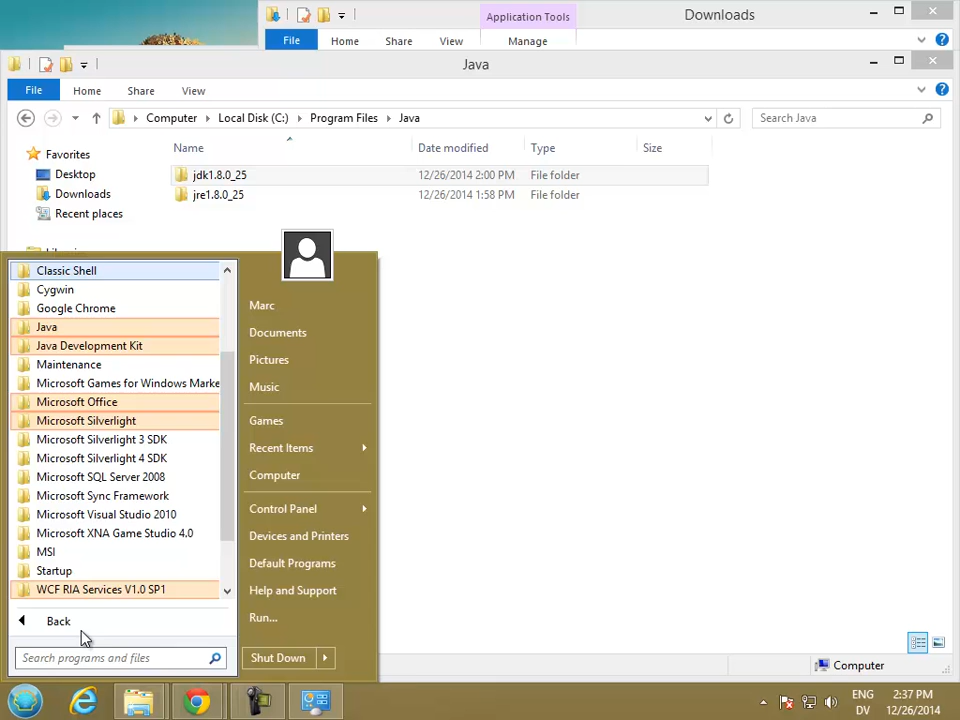 Application Tools
Downloads
File
Home
Share
View
Manage
Java
File
Home
Share
View
Computer
Local Disk (C:)
Program Files
Java
Search Java
Name
Date modified
Type
Size
Favorites
Desktop
Downloads
Recent places
jdk1.8.0_25
12/26/2014 2:00 PM
File folder
jre1.8.0_25
12/26/2014 1:58 PM
File folder
Classic Shell
Cygwin
Google Chrome
Java
Java Development Kit
Maintenance
Microsoft Games for Windows Marke
Microsoft Office
Microsoft Silverlight
Microsoft Silverlight 3 SDK
Microsoft Silverlight 4 SDK
Microsoft SQL Server 2008
Microsoft Sync Framework
Microsoft Visual Studio 2010
Microsoft XNA Game Studio 4.0
MSI
Startup
WCF RIA Services V1.0 SP1
Back
Search programs and files
Marc
Documents
Pictures
Music
Games
Recent Items
Computer
Control Panel
Devices and Printers
Default Programs
Help and Support
Run...
Shut Down
Computer
ENG
DV
2:37 PM
12/26/2014